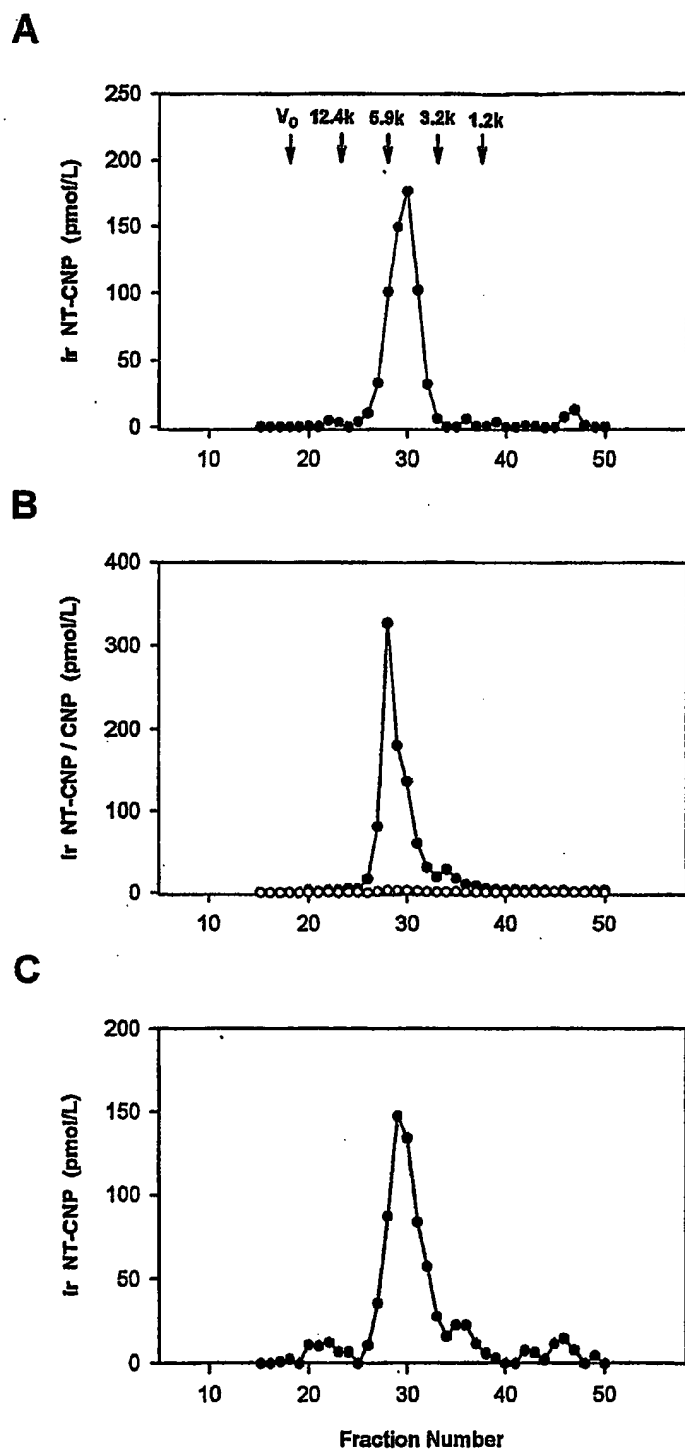 A
250
V0 12.4k 5.9k 3.2k 1.2k
200
150
100
50
0
10 20 30 40 50
Ir NT-CNP (pmol/L)
B
400
300
200
100
0
10 20 30 40 50
Ir NT-CNP / CNP (pmol/L)
C
200
150
100
50
0
10 20 30 40 50
Ir NT-CNP (pmol/L)
Fraction Number